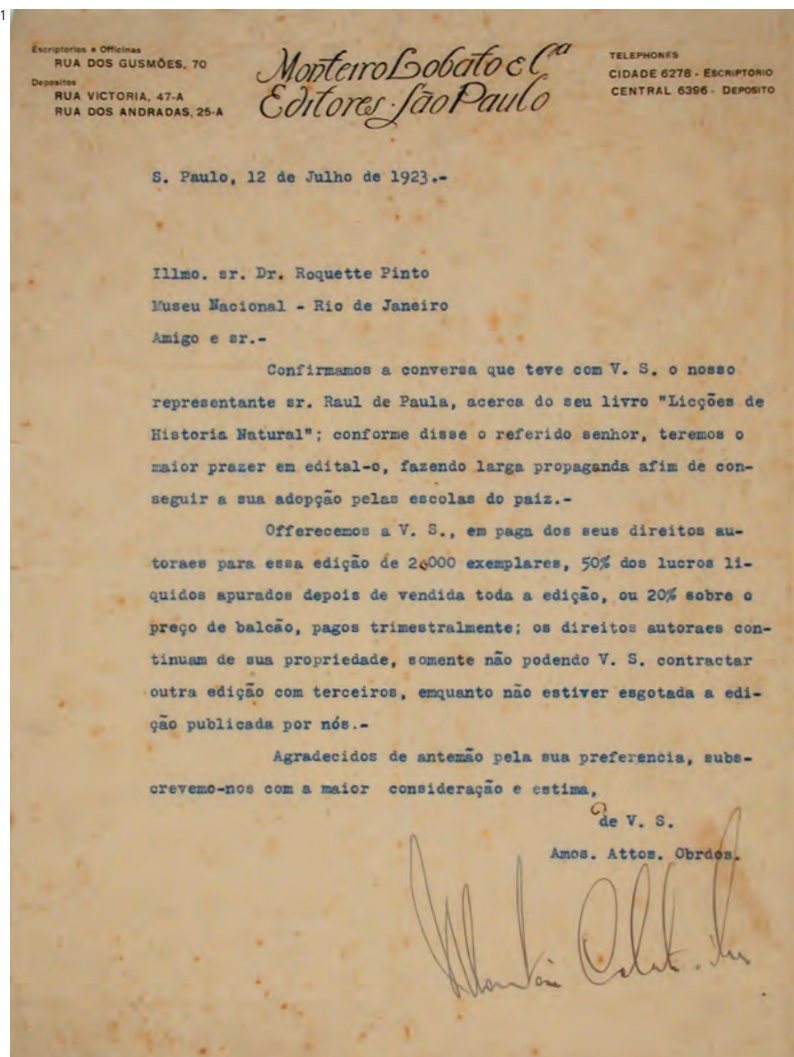 1
Escriptorios e Officinas
RUA DOS GUSMÕES, 70
Depositos
RUA VICTORIA, 47-A
RUA DOS ANDRADAS, 25-A
Monteiro Lobato & Cª
Editores · São Paulo
TELEPHONES
CIDADE 6278 - ESCRIPTORIO
CENTRAL 6396 - DEPOSITO
S. Paulo, 12 de Julho de 1923.-
Illmo. sr. Dr. Roquette Pinto
Museu Nacional - Rio de Janeiro
Amigo e sr.-
Confirmamos a conversa que teve com V. S. o nosso
representante sr. Raul de Paula, acerca do seu livro "Licções de
Historia Natural"; conforme disse o referido senhor, teremos o
maior prazer em edital-o, fazendo larga propaganda afim de con-
seguir a sua adopção pelas escolas do paiz.-
Offerecemos a V. S., em paga dos seus direitos au-
toraes para essa edição de 2.000 exemplares, 50% dos lucros li-
quidos apurados depois de vendida toda a edição, ou 20% sobre o
preço de balcão, pagos trimestralmente; os direitos autoraes con-
tinuam de sua propriedade, somente não podendo V. S. contractar
outra edição com terceiros, emquanto não estiver esgotada a edi-
ção publicada por nós.-
Agradecidos de antemão pela sua preferencia, subs-
crevemo-nos com a maior consideração e estima,
de V. S.
Amos. Attos. Obrdos.